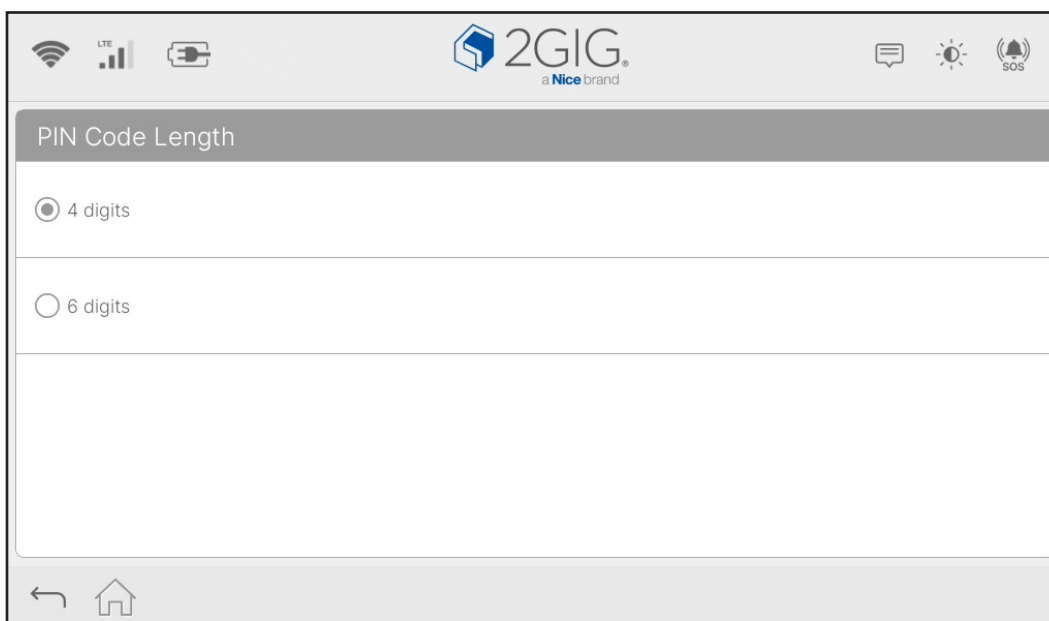 LTE
2GIG®
a Nice brand
SOS
PIN Code Length
4 digits
6 digits